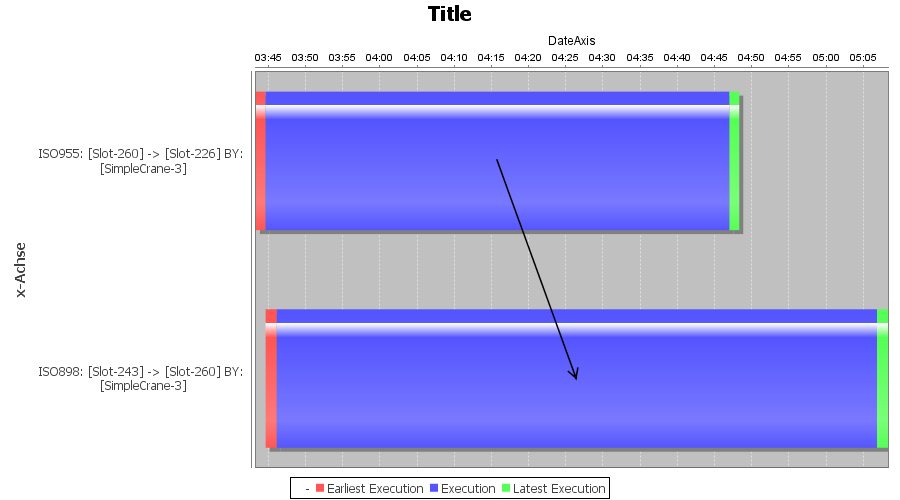 Title
DateAxis
03:45 03:50 03:55 04:00 04:05 04:10 04:15 04:20 04:25 04:30 04:35 04:40 04:45 04:50 04:55 05:00 05:05
ISO955: [Slot-260] -> [Slot-226] BY:
[SimpleCrane-3]
x-Achse
ISO898: [Slot-243] -> [Slot-260] BY:
[SimpleCrane-3]
- Earliest Execution Execution Latest Execution